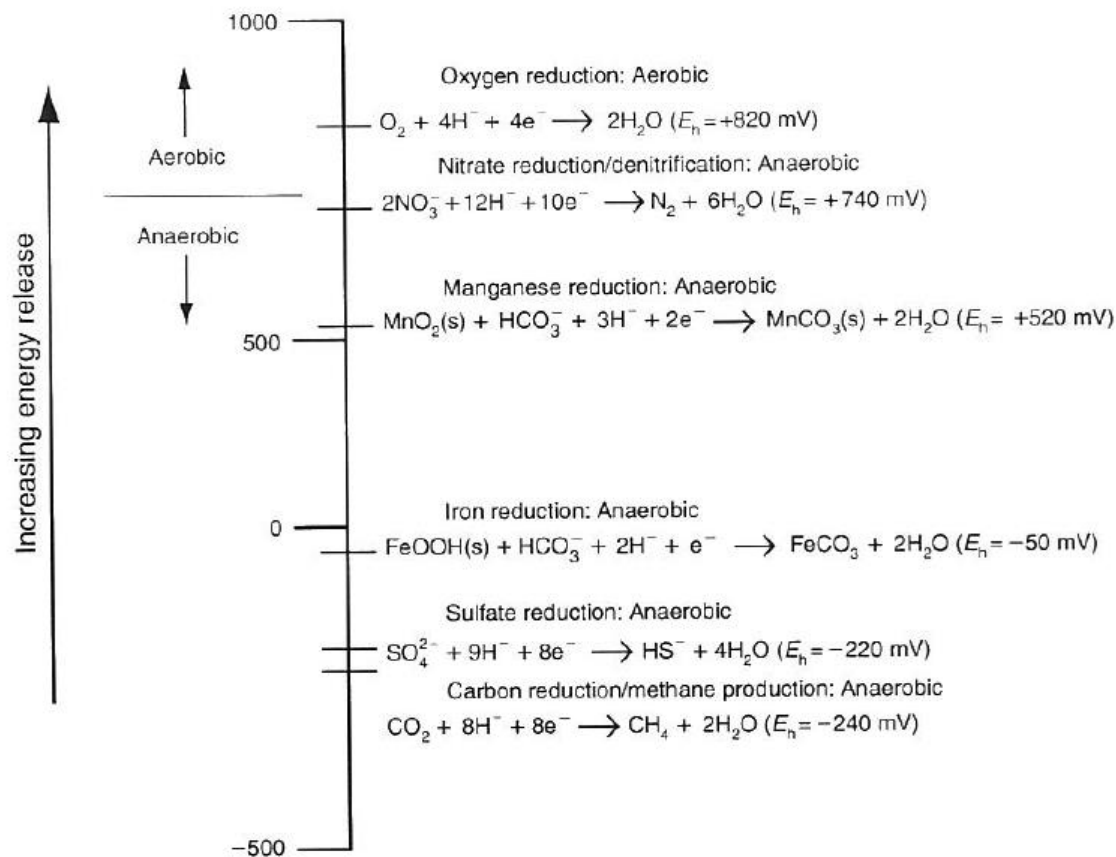 1000
Oxygen reduction: Aerobic
O₂ + 4H⁻ + 4e⁻ ⟶ 2H₂O (Eₕ = +820 mV)
Aerobic
Nitrate reduction/denitrification: Anaerobic
2NO₃⁻ + 12H⁻ + 10e⁻ ⟶ N₂ + 6H₂O (Eₕ = +740 mV)
Anaerobic
Manganese reduction: Anaerobic
MnO₂(s) + HCO₃⁻ + 3H⁻ + 2e⁻ ⟶ MnCO₃(s) + 2H₂O (Eₕ = +520 mV)
500
Increasing energy release
Iron reduction: Anaerobic
0
FeOOH(s) + HCO₃⁻ + 2H⁻ + e⁻ ⟶ FeCO₃ + 2H₂O (Eₕ = −50 mV)
Sulfate reduction: Anaerobic
SO₄²⁻ + 9H⁻ + 8e⁻ ⟶ HS⁻ + 4H₂O (Eₕ = −220 mV)
Carbon reduction/methane production: Anaerobic
CO₂ + 8H⁻ + 8e⁻ ⟶ CH₄ + 2H₂O (Eₕ = −240 mV)
−500